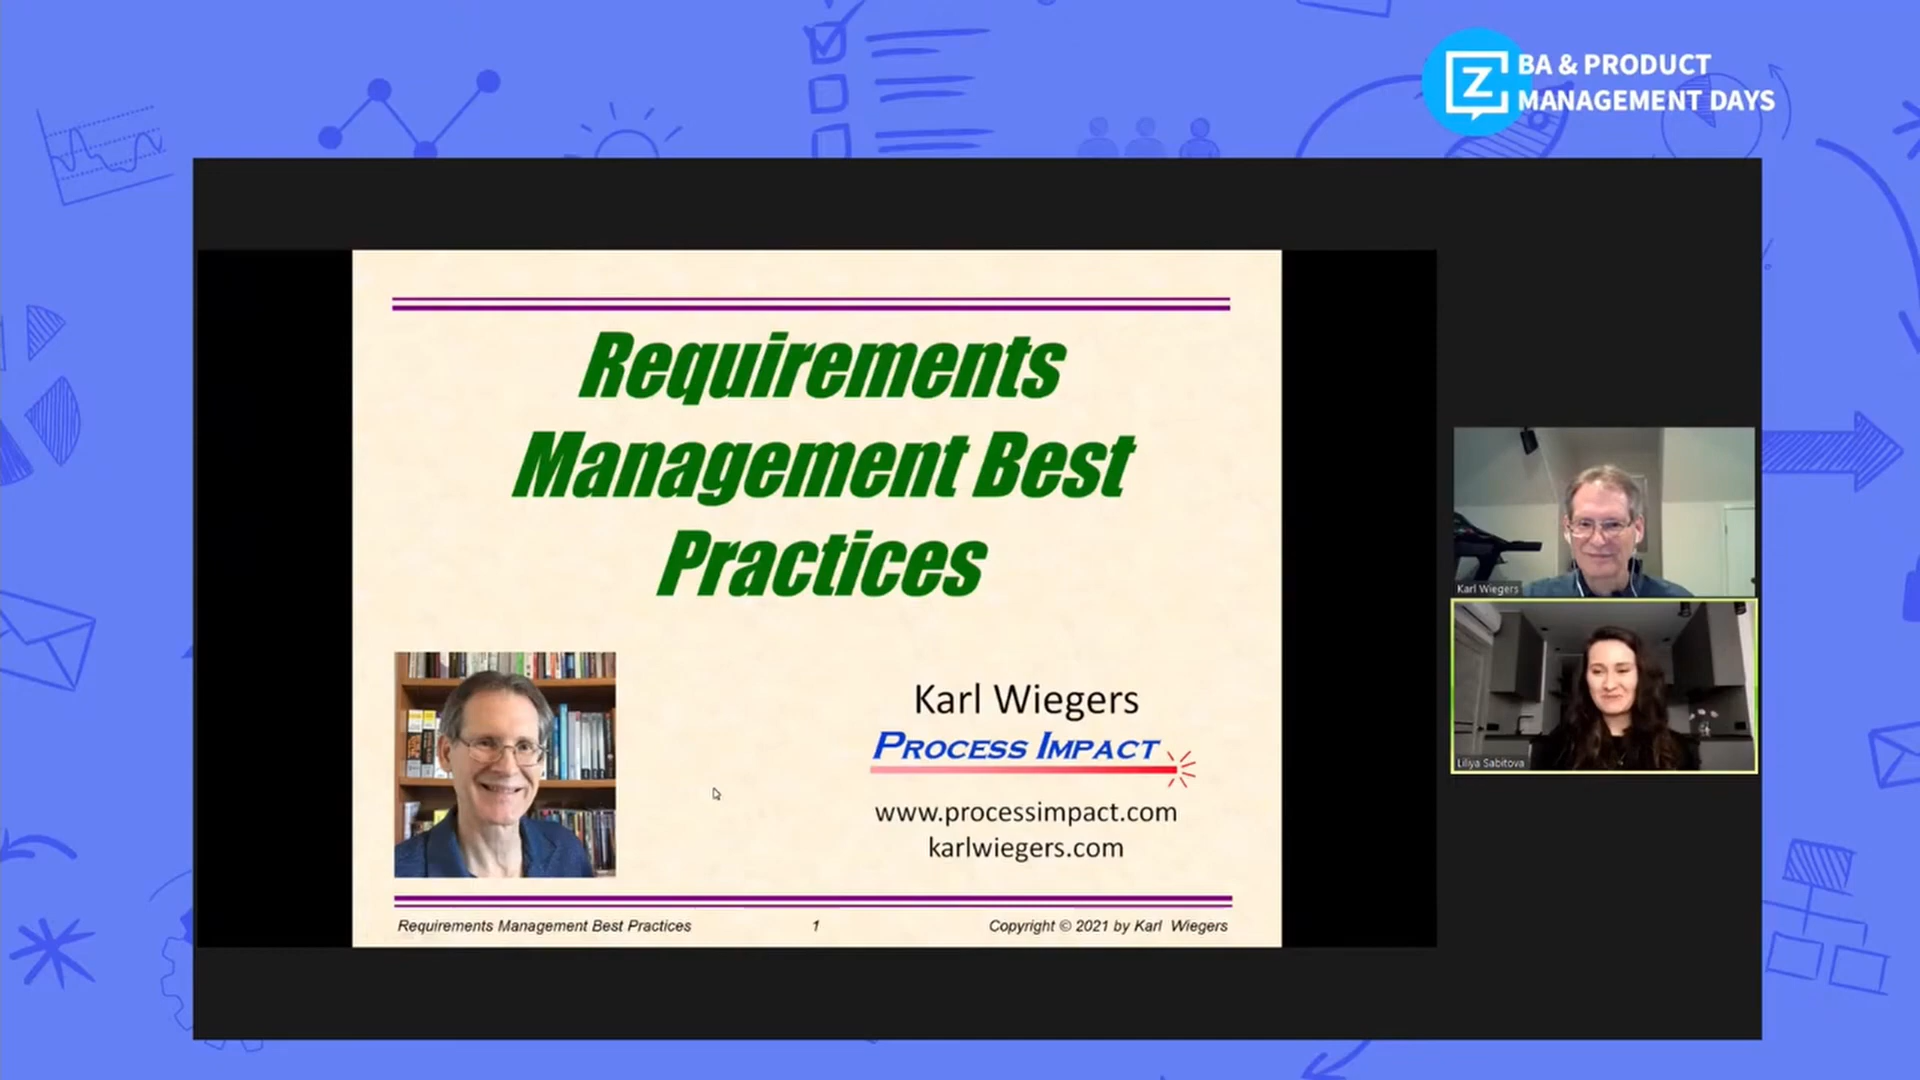 Z
BA & PRODUCT
MANAGEMENT DAYS
Requirements
Management Best
Practices
Karl Wiegers
PROCESS IMPACT
www.processimpact.com
karlwiegers.com
Requirements Management Best Practices 1 Copyright © 2021 by Karl Wiegers
Karl Wiegers
Liliya Sabitova